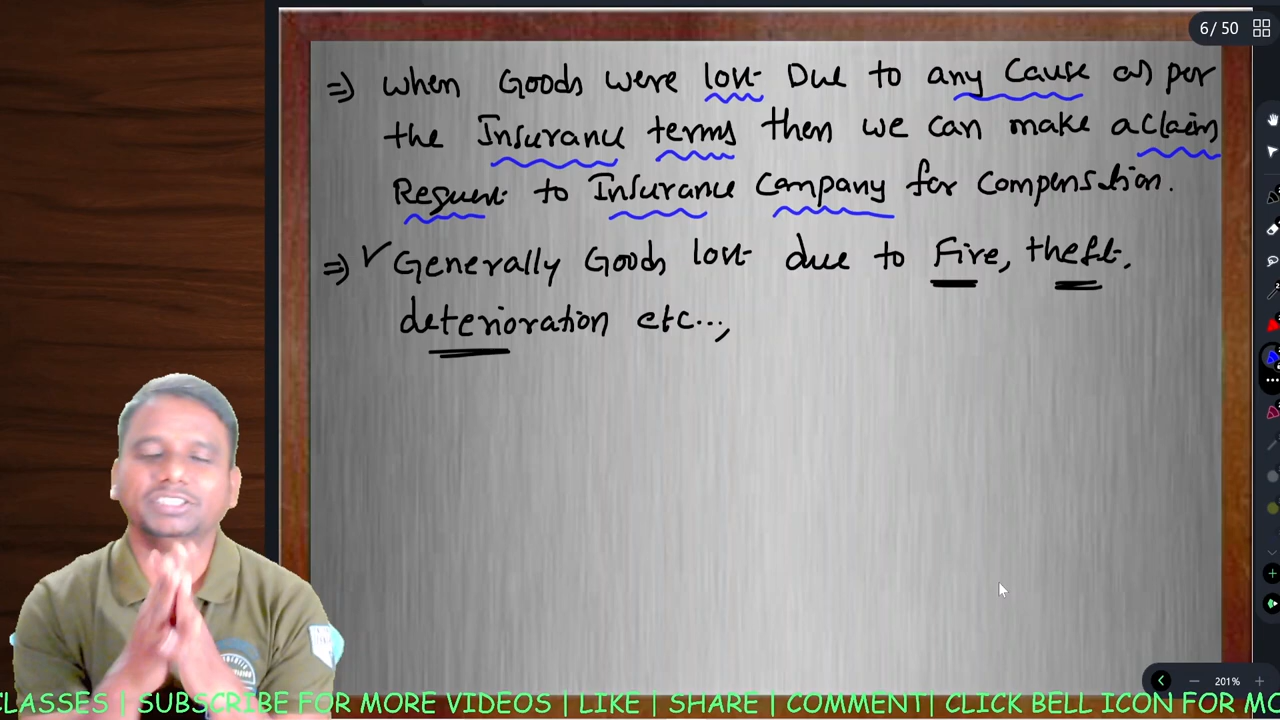 6 / 50
⇒ When Goods were lost Due to any Cause as per
the Insurance terms then we can make a claim
Request to Insurance Company for Compensation.
⇒ ✓ Generally Goods lost due to Fire, theft,
deterioration etc...,
201%
CLASSES | SUBSCRIBE FOR MORE VIDEOS | LIKE | SHARE | COMMENT| CLICK BELL ICON FOR MO